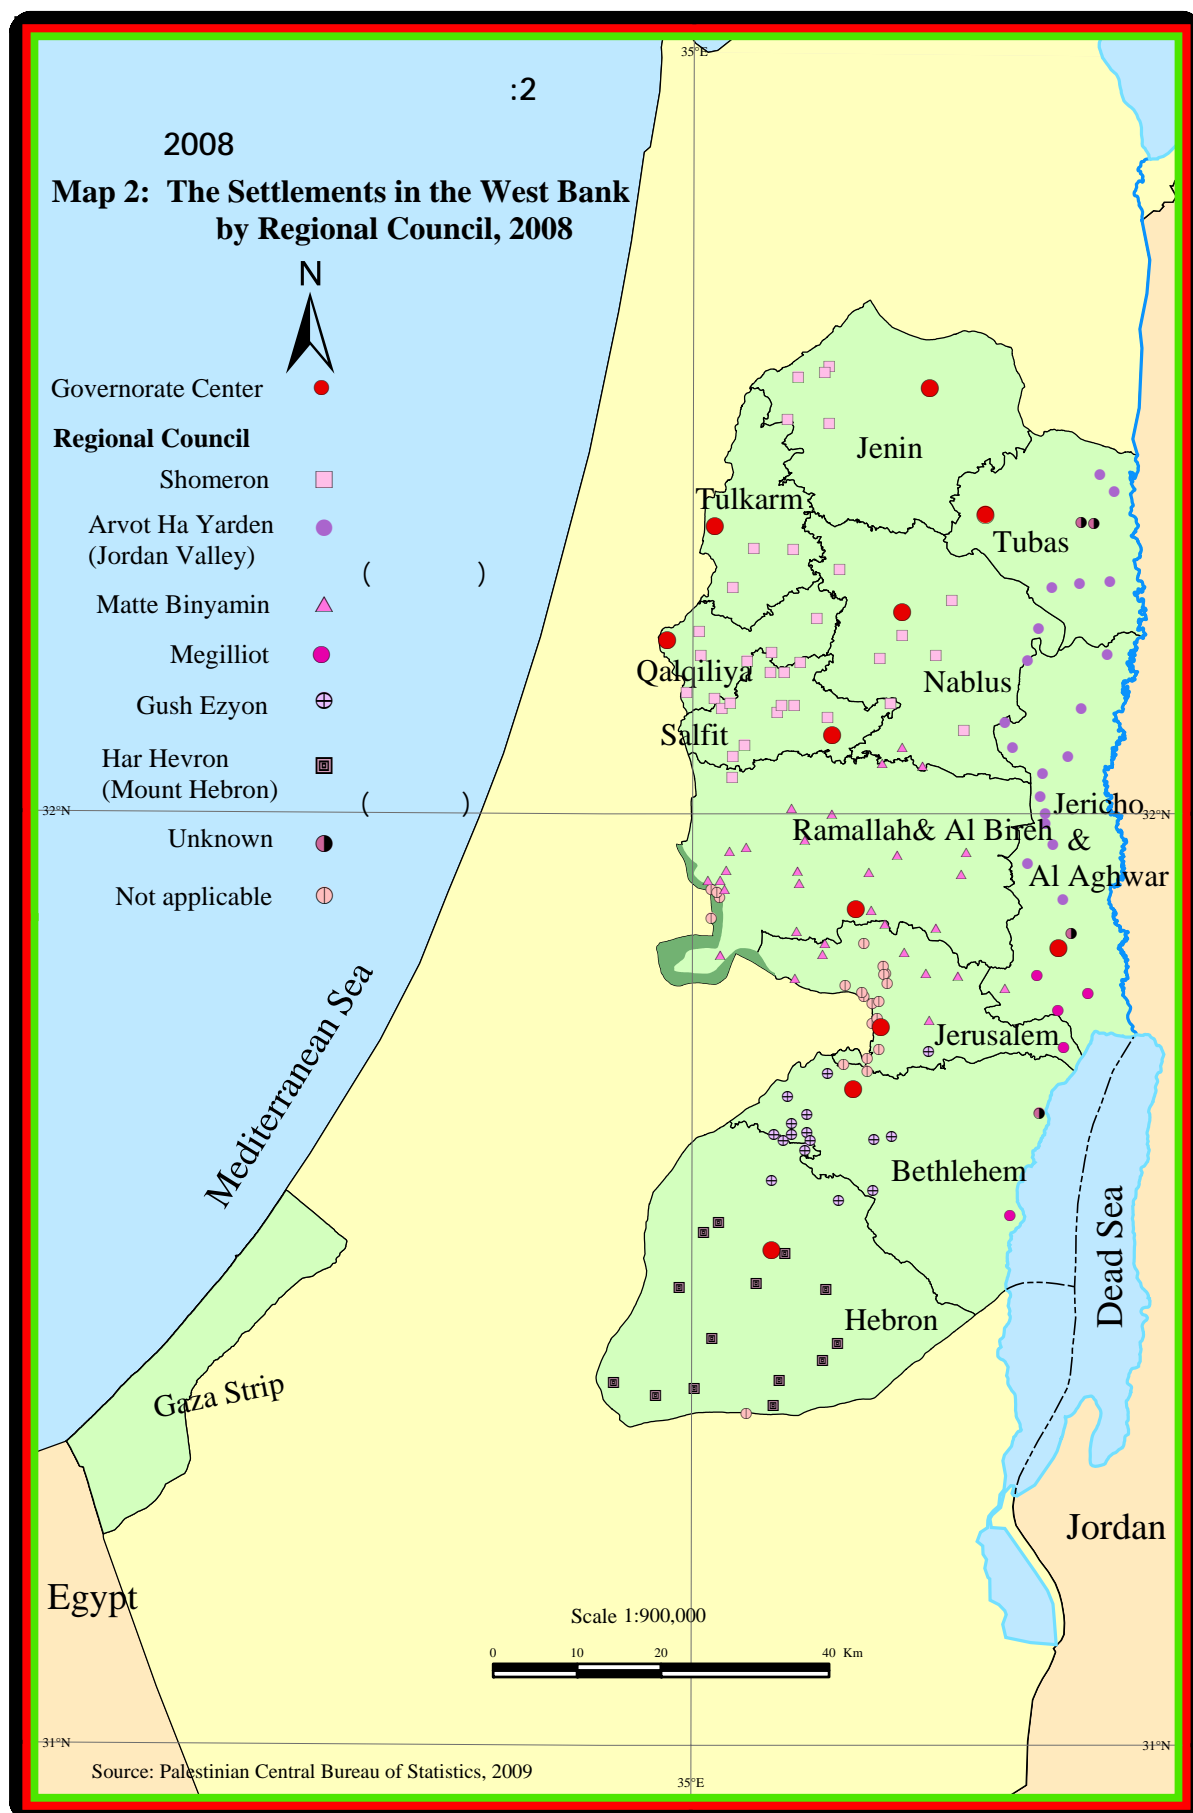 :2
2008
Map 2: The Settlements in the West Bank
by Regional Council, 2008
N
Governorate Center
Regional Council
Shomeron
Arvot Ha Yarden
(Jordan Valley)
( )
Matte Binyamin
Megilliot
Gush Ezyon
Har Hevron
(Mount Hebron)
( )
Unknown
Not applicable
35°E
Jenin
Tulkarm
Tubas
Qalqiliya
Nablus
Salfit
32°N
32°N
Jericho
&
Al Aghwar
Ramallah& Al Bireh
Jerusalem
Mediterranean Sea
Bethlehem
Dead Sea
Hebron
Gaza Strip
Jordan
Egypt
Scale 1:900,000
0 10 20 40 Km
31°N
31°N
Source: Palestinian Central Bureau of Statistics, 2009
35°E